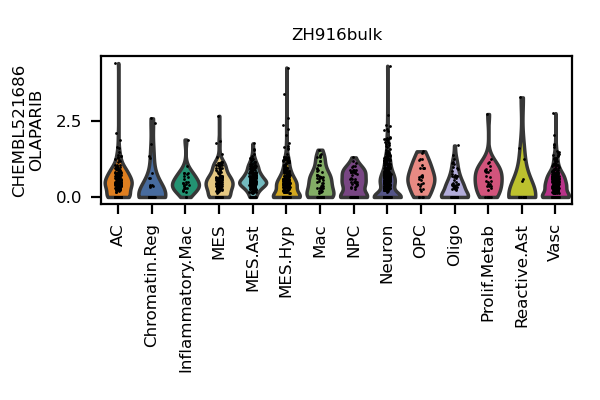 ZH916bulk
CHEMBL521686
OLAPARIB
2.5
0.0
AC
Chromatin.Reg
Inflammatory.Mac
MES
MES.Ast
MES.Hyp
Mac
NPC
Neuron
OPC
Oligo
Prolif.Metab
Reactive.Ast
Vasc